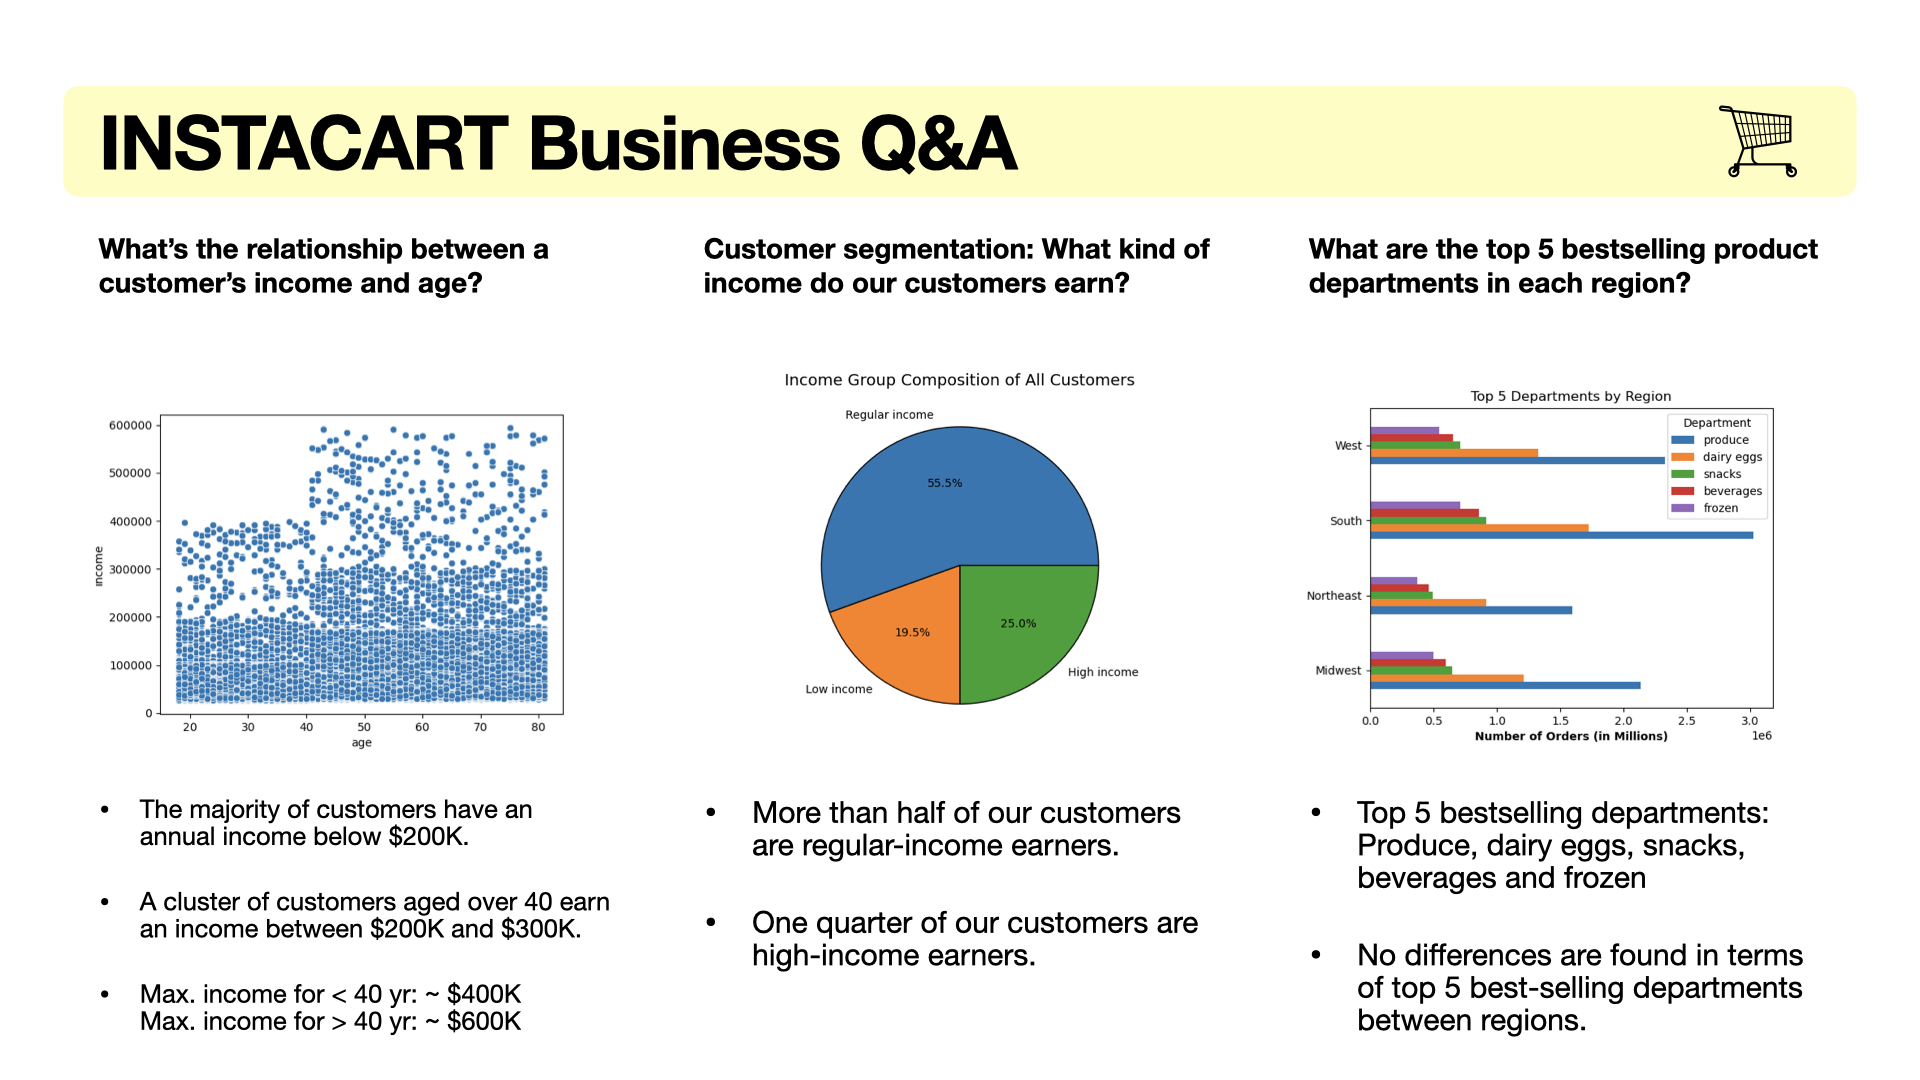 INSTACART Business Q&A
What’s the relationship between a
customer’s income and age?
600000
500000
400000
300000
200000
100000
0
income
20 30 40 50 60 70 80
age
• The majority of customers have an
annual income below $200K.
• A cluster of customers aged over 40 earn
an income between $200K and $300K.
• Max. income for < 40 yr: ~ $400K
Max. income for > 40 yr: ~ $600K
Customer segmentation: What kind of
income do our customers earn?
Income Group Composition of All Customers
Regular income
55.5%
19.5%
25.0%
Low income
High income
• More than half of our customers
are regular-income earners.
• One quarter of our customers are
high-income earners.
What are the top 5 bestselling product
departments in each region?
Top 5 Departments by Region
Department
produce
dairy eggs
snacks
beverages
frozen
West
South
Northeast
Midwest
0.0 0.5 1.0 1.5 2.0 2.5 3.0
Number of Orders (in Millions)
1e6
• Top 5 bestselling departments:
Produce, dairy eggs, snacks,
beverages and frozen
• No differences are found in terms
of top 5 best-selling departments
between regions.